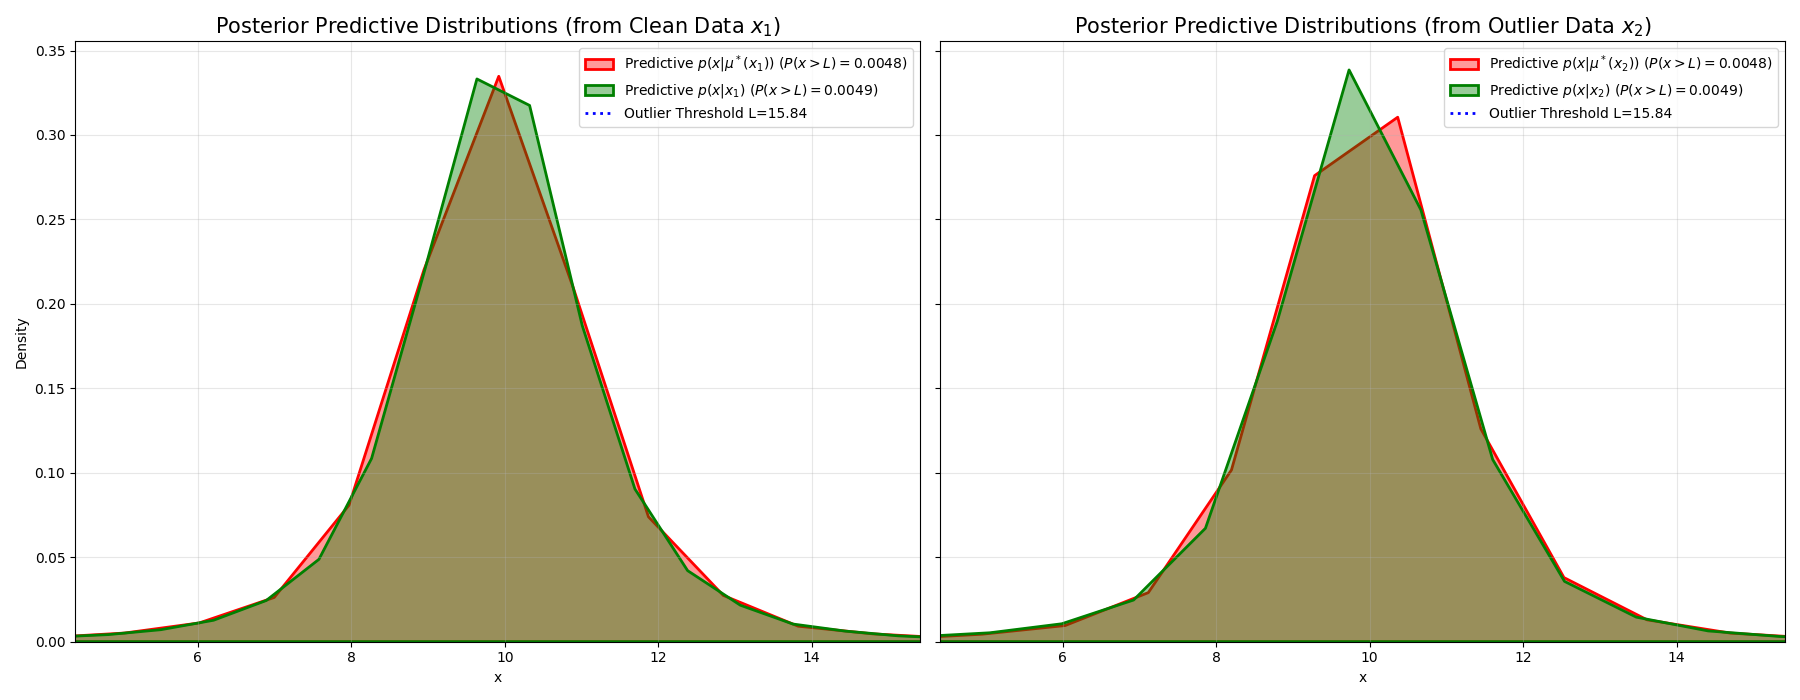 Posterior Predictive Distributions (from Clean Data x₁)
Predictive p(x|μ*(x₁)) (P(x > L) = 0.0048)
Predictive p(x|x₁) (P(x > L) = 0.0049)
Outlier Threshold L=15.84
0.35
0.30
0.25
0.20
0.15
0.10
0.05
0.00
Density
6
8
10
12
14
x
Posterior Predictive Distributions (from Outlier Data x₂)
Predictive p(x|μ*(x₂)) (P(x > L) = 0.0048)
Predictive p(x|x₂) (P(x > L) = 0.0049)
Outlier Threshold L=15.84
6
8
10
12
14
x